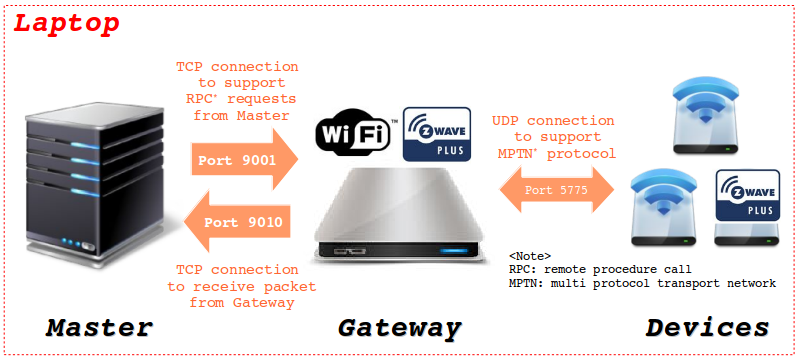 Laptop
TCP connection
to support
RPC* requests
from Master
Port 9001
Port 9010
TCP connection
to receive packet
from Gateway
Wi Fi ™
Z WAVE
PLUS
UDP connection
to support
MPTN* protocol
Port 5775
Z WAVE
PLUS
<Note>
RPC: remote procedure call
MPTN: multi protocol transport network
Master
Gateway
Devices